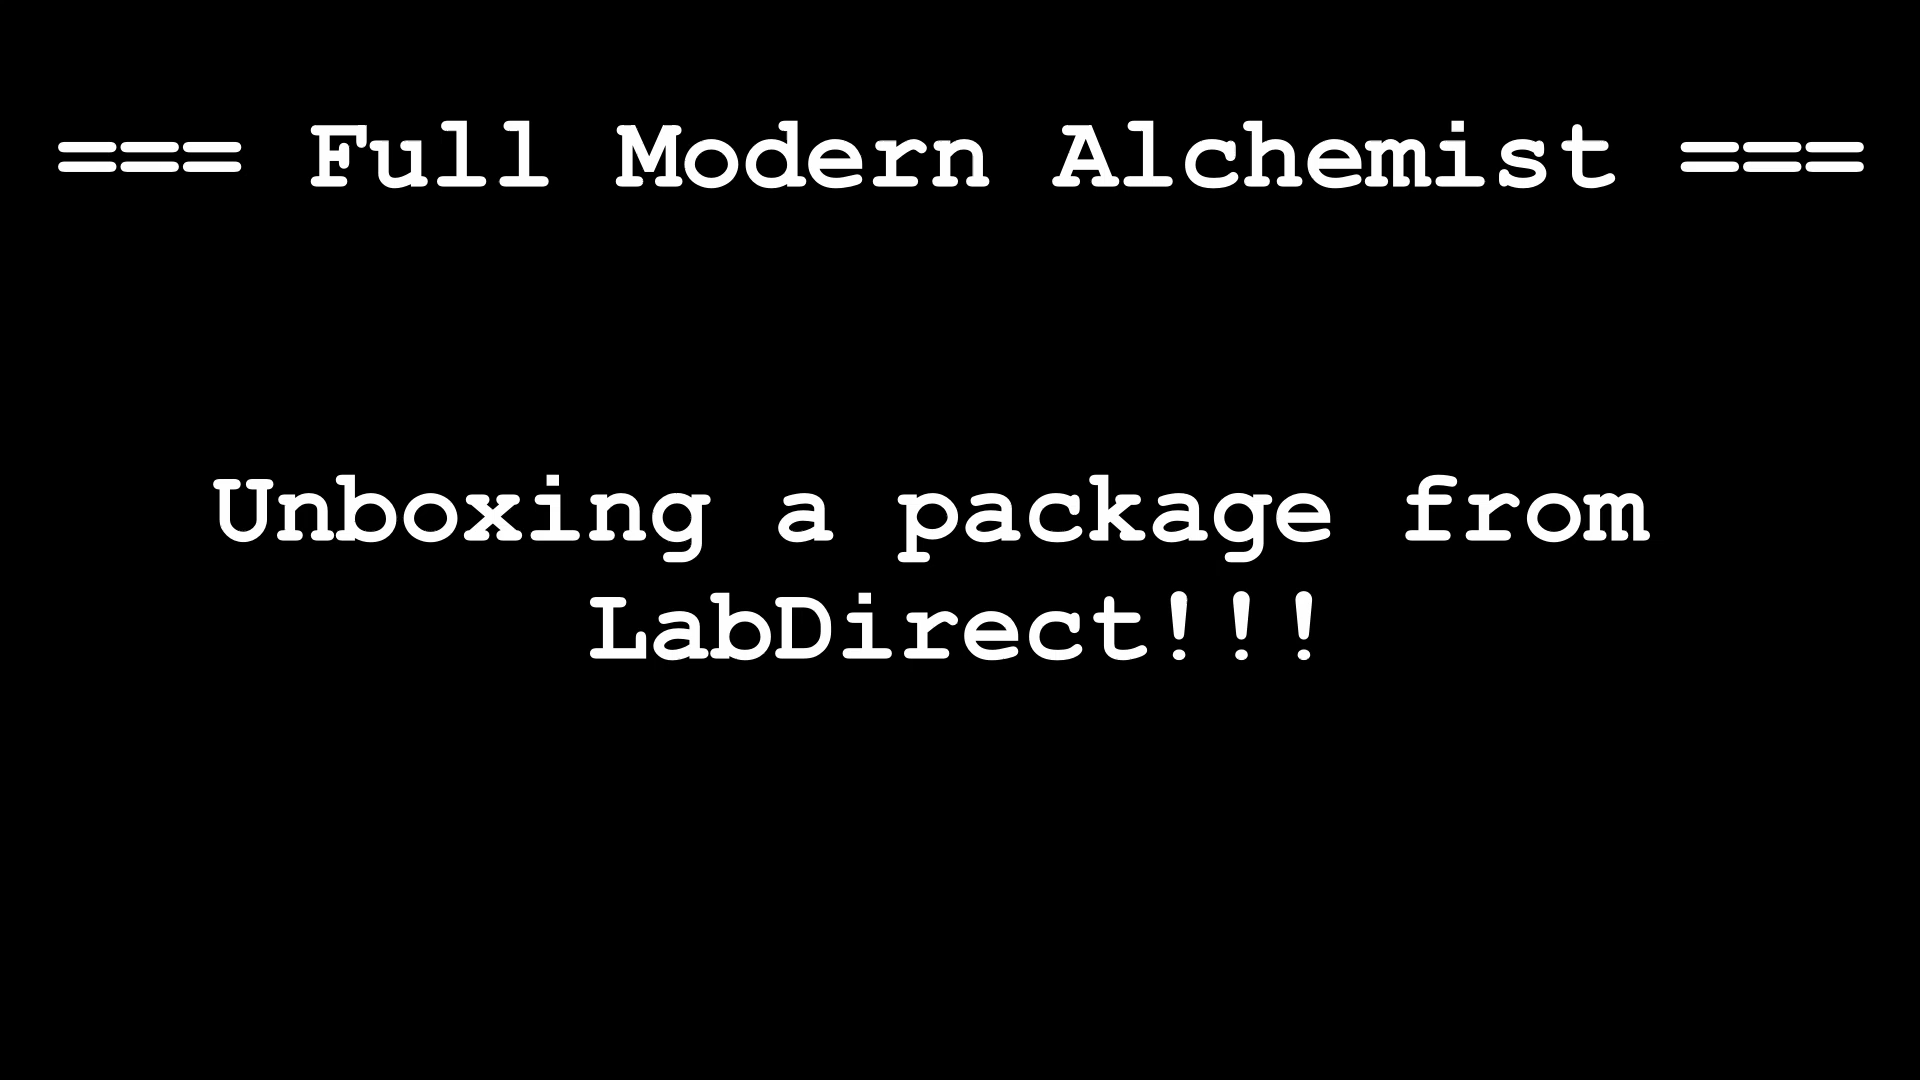 === Full Modern Alchemist ===
Unboxing a package from
LabDirect!!!